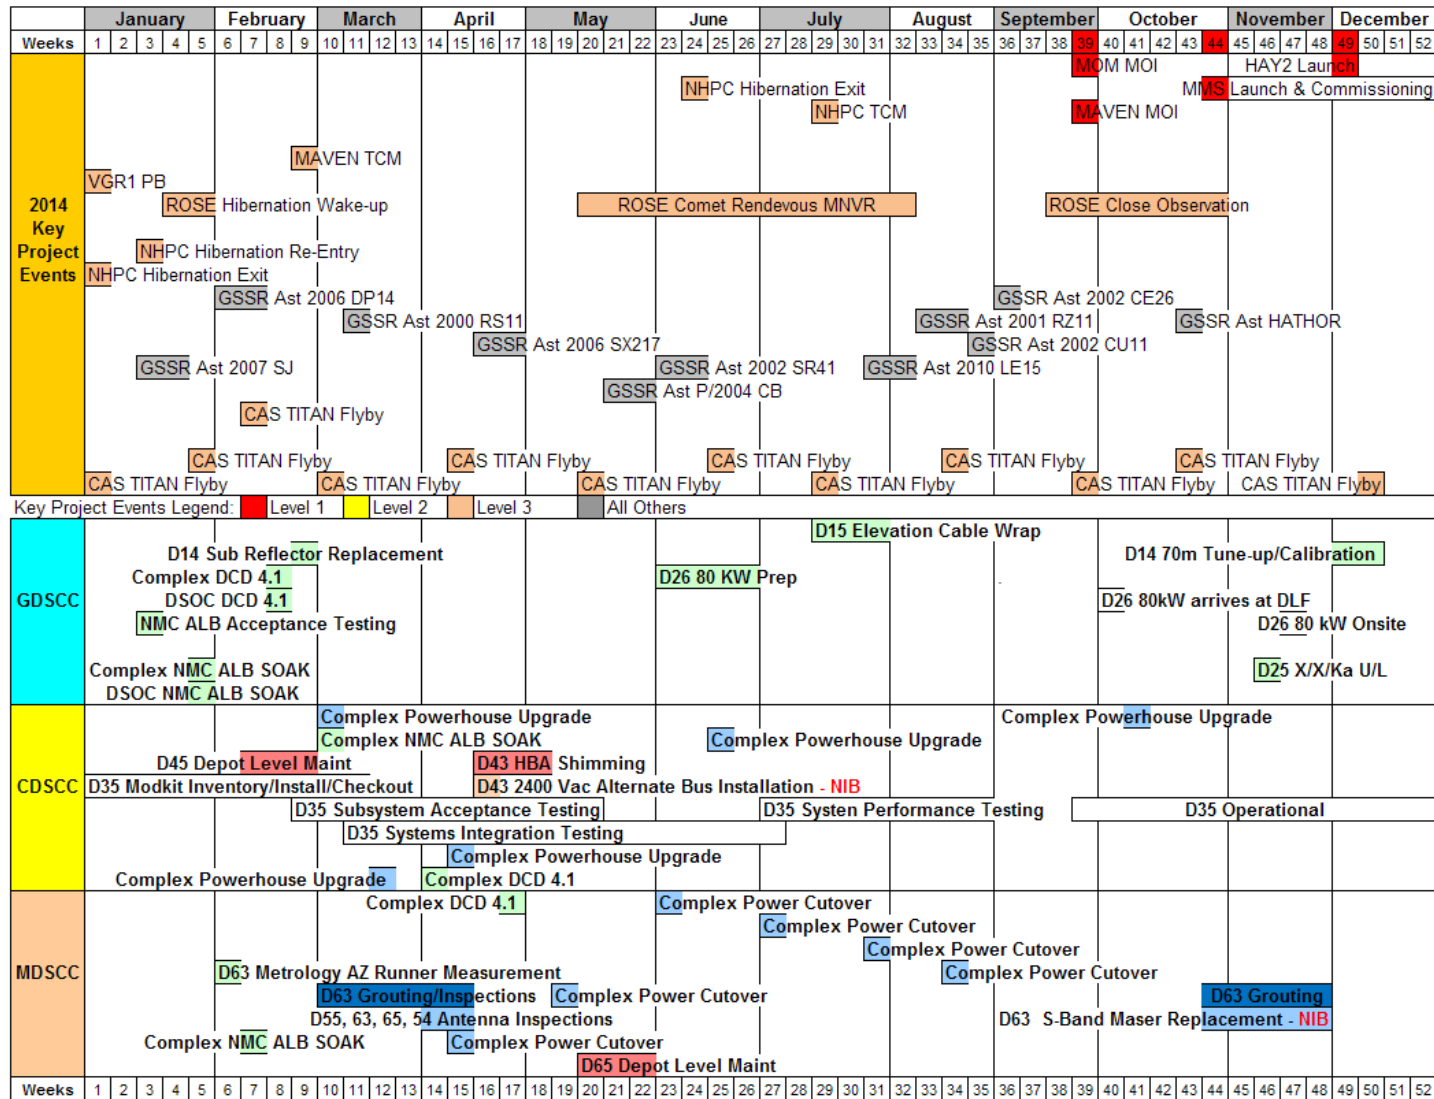 January February March April May June July August September October November December
Weeks 1 2 3 4 5 6 7 8 9 10 11 12 13 14 15 16 17 18 19 20 21 22 23 24 25 26 27 28 29 30 31 32 33 34 35 36 37 38 39 40 41 42 43 44 45 46 47 48 49 50 51 52
2014
Key
Project
Events
MOM MOI HAY2 Launch
NHPC Hibernation Exit MMS Launch & Commissioning
NHPC TCM MAVEN MOI
MAVEN TCM
VGR1 PB
ROSE Hibernation Wake-up ROSE Comet Rendevous MNVR ROSE Close Observation
NHPC Hibernation Re-Entry
NHPC Hibernation Exit
GSSR Ast 2006 DP14 GSSR Ast 2002 CE26
GSSR Ast 2000 RS11 GSSR Ast 2001 RZ11 GSSR Ast HATHOR
GSSR Ast 2006 SX217 GSSR Ast 2002 CU11
GSSR Ast 2007 SJ GSSR Ast 2002 SR41 GSSR Ast 2010 LE15
GSSR Ast P/2004 CB
CAS TITAN Flyby
CAS TITAN Flyby CAS TITAN Flyby CAS TITAN Flyby CAS TITAN Flyby CAS TITAN Flyby
CAS TITAN Flyby CAS TITAN Flyby CAS TITAN Flyby CAS TITAN Flyby CAS TITAN Flyby CAS TITAN Flyby
Key Project Events Legend: Level 1 Level 2 Level 3 All Others
GDSCC
D15 Elevation Cable Wrap
D14 Sub Reflector Replacement D14 70m Tune-up/Calibration
Complex DCD 4.1 D26 80 KW Prep
DSOC DCD 4.1 D26 80kW arrives at DLF
NMC ALB Acceptance Testing D26 80 kW Onsite
Complex NMC ALB SOAK D25 X/X/Ka U/L
DSOC NMC ALB SOAK
CDSCC
Complex Powerhouse Upgrade Complex Powerhouse Upgrade
Complex NMC ALB SOAK Complex Powerhouse Upgrade
D45 Depot Level Maint D43 HBA Shimming
D35 Modkit Inventory/Install/Checkout D43 2400 Vac Alternate Bus Installation - NIB
D35 Subsystem Acceptance Testing D35 Systen Performance Testing D35 Operational
D35 Systems Integration Testing
Complex Powerhouse Upgrade
Complex Powerhouse Upgrade Complex DCD 4.1
MDSCC
Complex DCD 4.1 Complex Power Cutover
Complex Power Cutover
Complex Power Cutover
D63 Metrology AZ Runner Measurement Complex Power Cutover
D63 Grouting/Inspections Complex Power Cutover D63 Grouting
D55, 63, 65, 54 Antenna Inspections D63 S-Band Maser Replacement - NIB
Complex NMC ALB SOAK Complex Power Cutover
D65 Depot Level Maint
Weeks 1 2 3 4 5 6 7 8 9 10 11 12 13 14 15 16 17 18 19 20 21 22 23 24 25 26 27 28 29 30 31 32 33 34 35 36 37 38 39 40 41 42 43 44 45 46 47 48 49 50 51 52